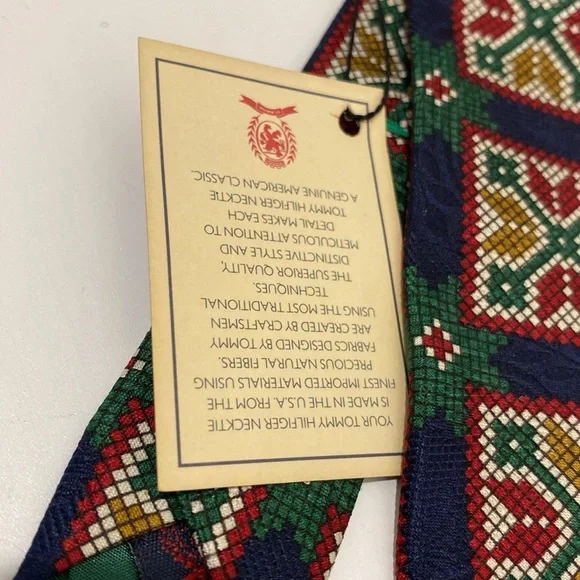 YOUR TOMMY HILFIGER NECKTIE
IS MADE IN THE U.S.A. FROM THE
FINEST IMPORTED MATERIALS USING
PRECIOUS NATURAL FIBERS.
FABRICS DESIGNED BY TOMMY
ARE CREATED BY CRAFTSMEN
USING THE MOST TRADITIONAL
TECHNIQUES.
THE SUPERIOR QUALITY,
DISTINCTIVE STYLE AND
METICULOUS ATTENTION TO
DETAIL MAKES EACH
TOMMY HILFIGER NECKTIE
A GENUINE AMERICAN CLASSIC.